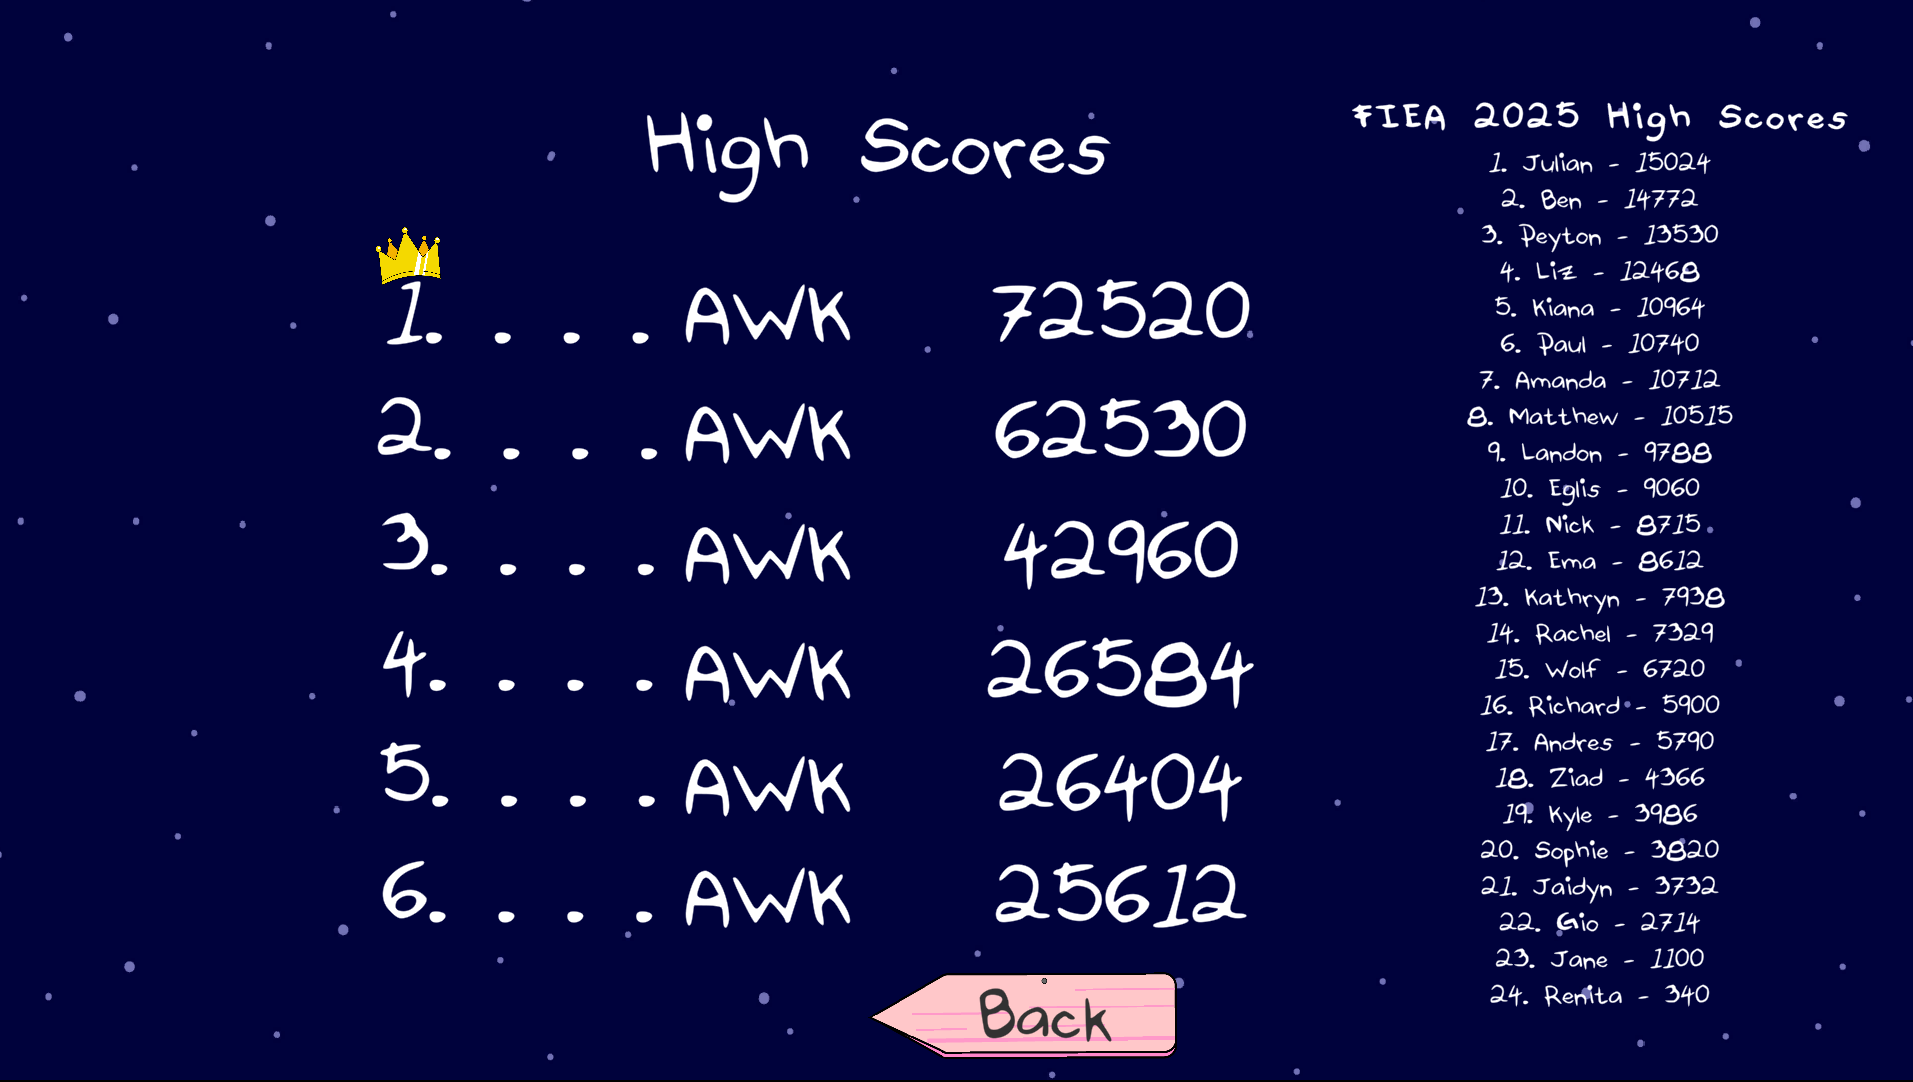 High Scores
1. . . . AWK 72520
2. . . . AWK 62530
3. . . . AWK 42960
4. . . . AWK 26584
5. . . . AWK 26404
6. . . . AWK 25612
Back
FIEA 2025 High Scores
1. Julian - 15024
2. Ben - 14772
3. Peyton - 13530
4. Liz - 12468
5. Kiana - 10964
6. Paul - 10740
7. Amanda - 10712
8. Matthew - 10515
9. Landon - 9788
10. Eglis - 9060
11. Nick - 8715
12. Ema - 8612
13. Kathryn - 7938
14. Rachel - 7329
15. Wolf - 6720
16. Richard - 5900
17. Andres - 5790
18. Ziad - 4366
19. Kyle - 3986
20. Sophie - 3820
21. Jaidyn - 3732
22. Gio - 2714
23. Jane - 1100
24. Renita - 340